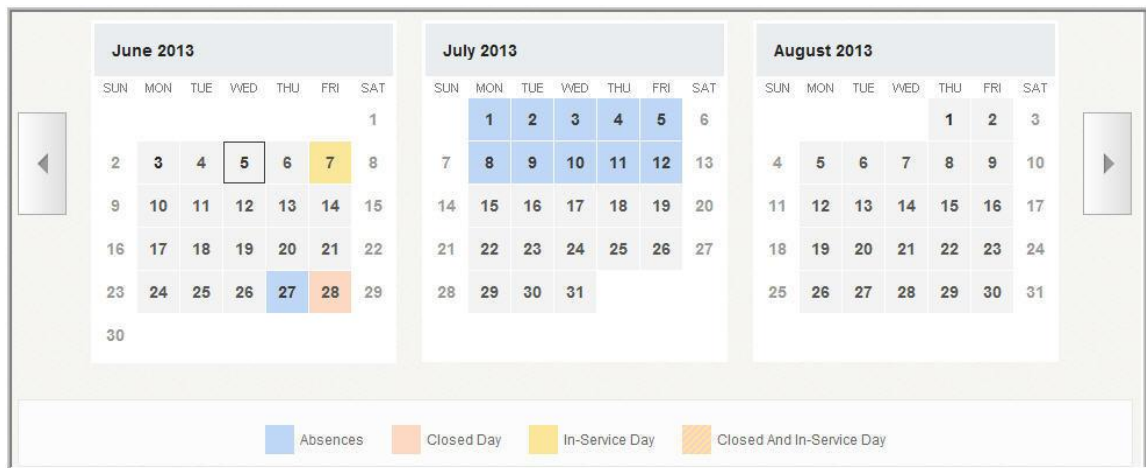 June 2013
SUN MON TUE WED THU FRI SAT
1
2 3 4 5 6 7 8
9 10 11 12 13 14 15
16 17 18 19 20 21 22
23 24 25 26 27 28 29
30
July 2013
SUN MON TUE WED THU FRI SAT
1 2 3 4 5 6
7 8 9 10 11 12 13
14 15 16 17 18 19 20
21 22 23 24 25 26 27
28 29 30 31
August 2013
SUN MON TUE WED THU FRI SAT
1 2 3
4 5 6 7 8 9 10
11 12 13 14 15 16 17
18 19 20 21 22 23 24
25 26 27 28 29 30 31
Absences Closed Day In-Service Day Closed And In-Service Day